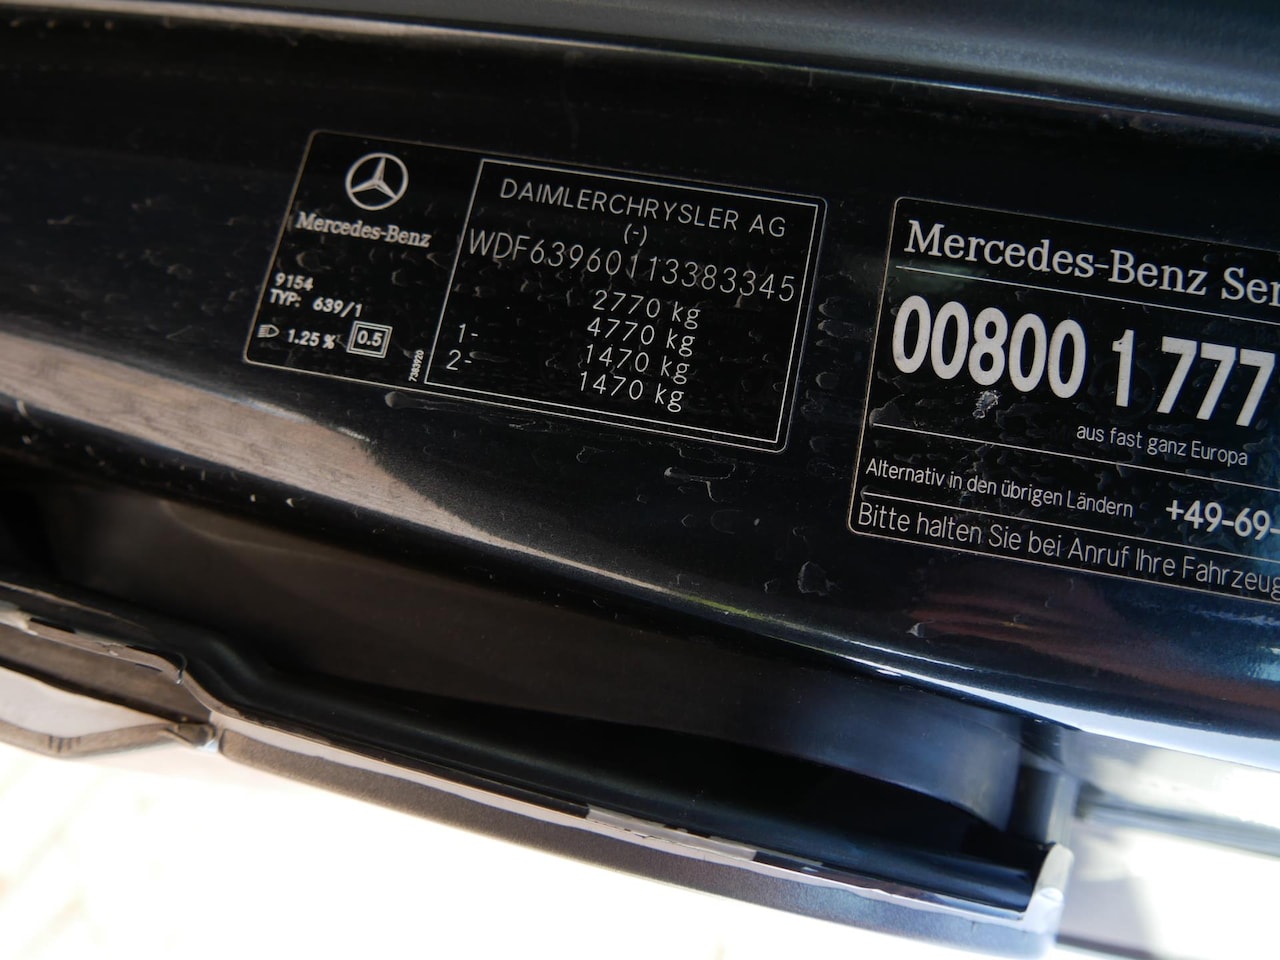 Mercedes-Benz
9154
TYP: 639/1
1.25 % 0.5
7383920
DAIMLERCHRYSLER AG
(-)
WDF63960113383345
2770 kg
4770 kg
1- 1470 kg
2- 1470 kg
Mercedes-Benz Ser
00800 1 777
aus fast ganz Europa
Alternativ in den übrigen Ländern +49-69-
Bitte halten Sie bei Anruf Ihre Fahrzeug